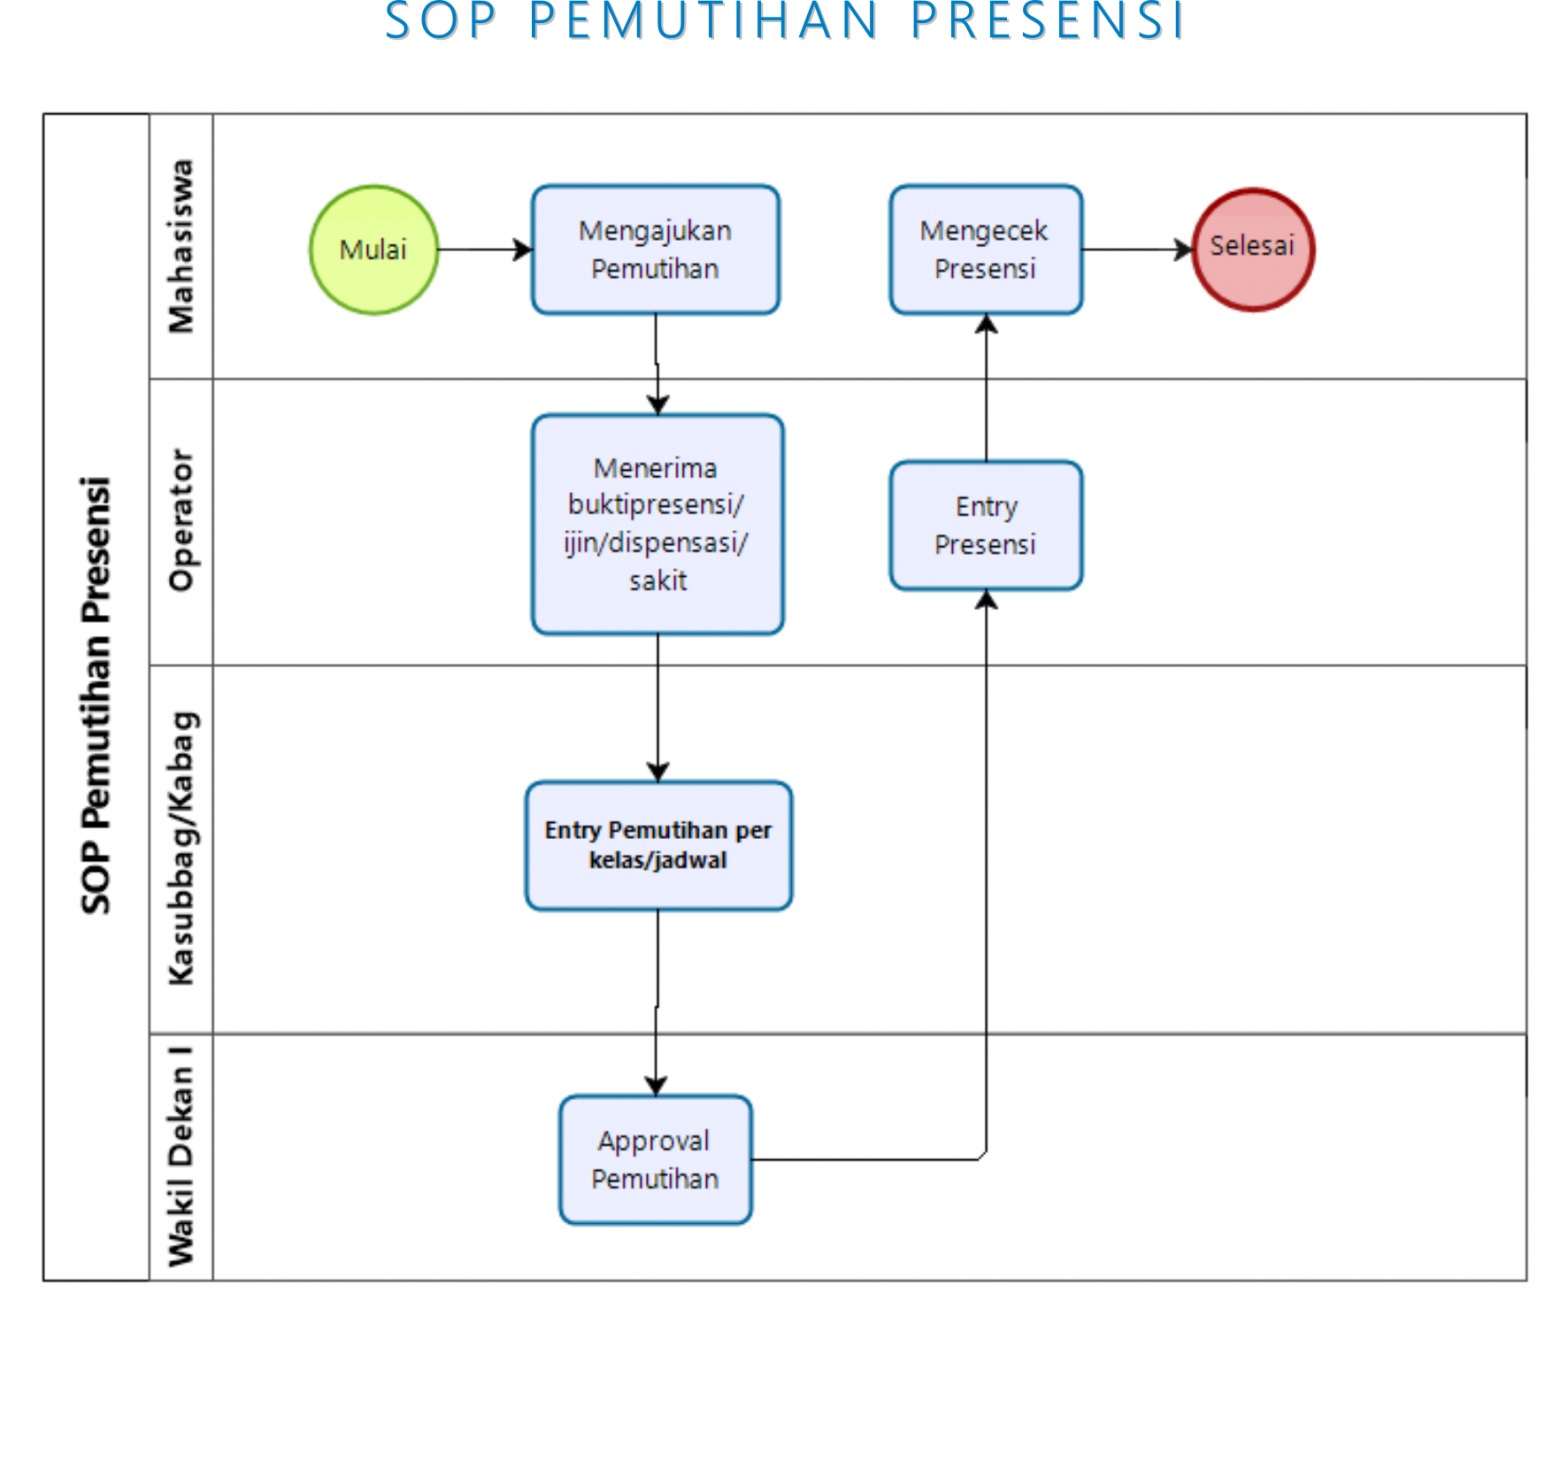 SOP PEMUTIHAN PRESENSI
SOP Pemutihan Presensi
Mahasiswa
Mulai
Mengajukan
Pemutihan
Mengecek
Presensi
Selesai
Operator
Menerima
buktipresensi/
ijin/dispensasi/
sakit
Entry
Presensi
Kasubbag/Kabag
Entry Pemutihan per
kelas/jadwal
Wakil Dekan I
Approval
Pemutihan